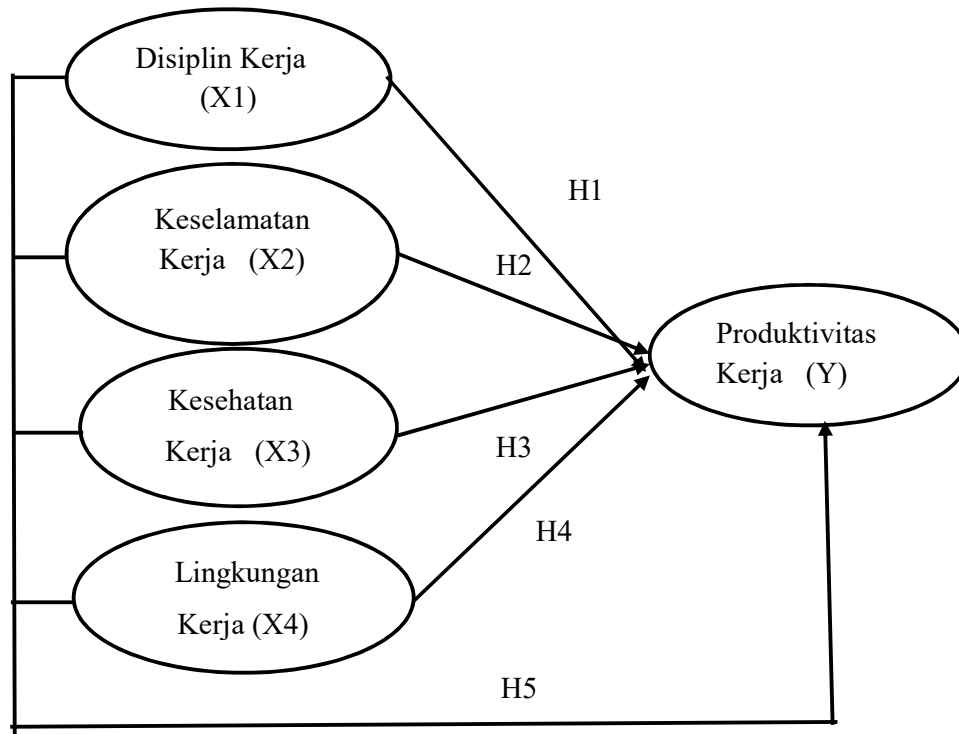 Disiplin Kerja
(X1)
H1
Keselamatan
Kerja (X2)
H2
Produktivitas
Kerja (Y)
Kesehatan
Kerja (X3)
H3
H4
Lingkungan
Kerja (X4)
H5